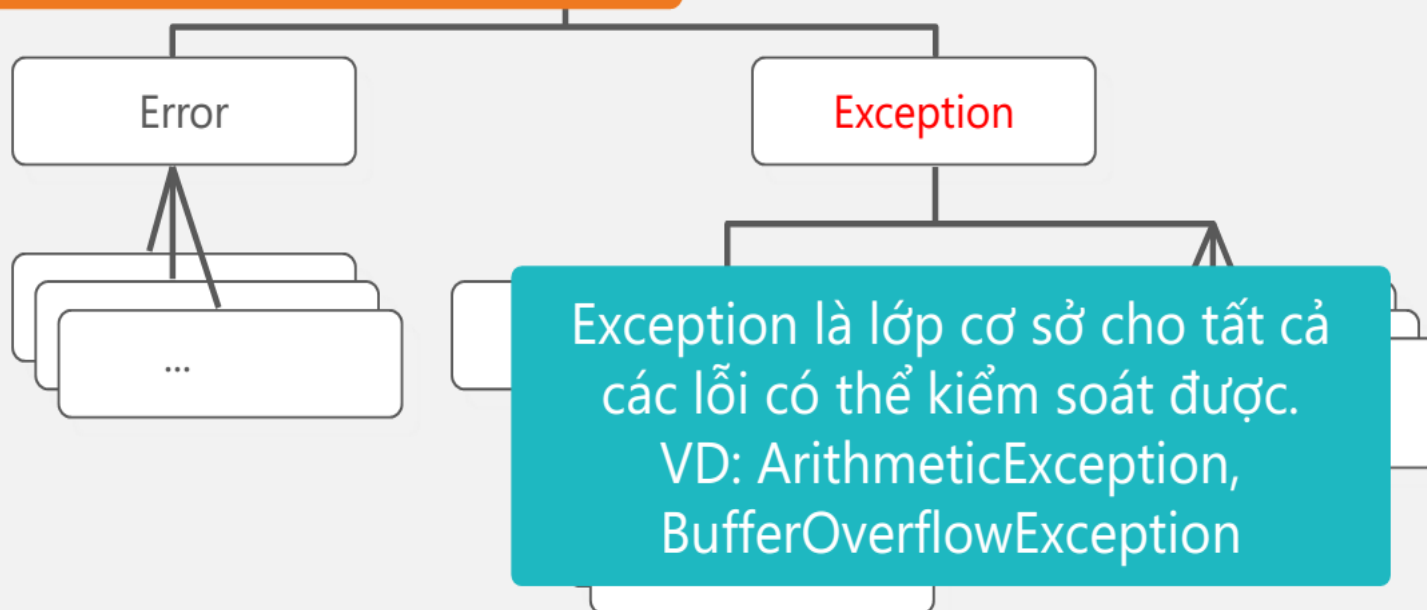 Error
Exception
...
Exception là lớp cơ sở cho tất cả
các lỗi có thể kiểm soát được.
VD: ArithmeticException,
BufferOverflowException